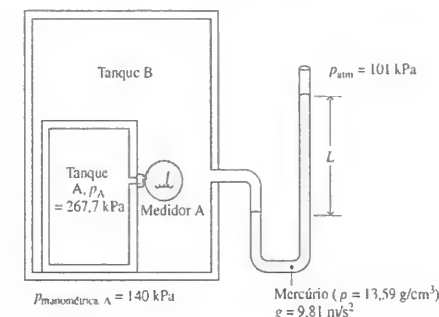 Tanque B
p_atm = 101 kPa
L
Tanque
A, p_A
= 267,7 kPa
Medidor A
p_manométrica, A = 140 kPa
Mercúrio (ρ = 13,59 g/cm³)
g = 9.81 m/s²